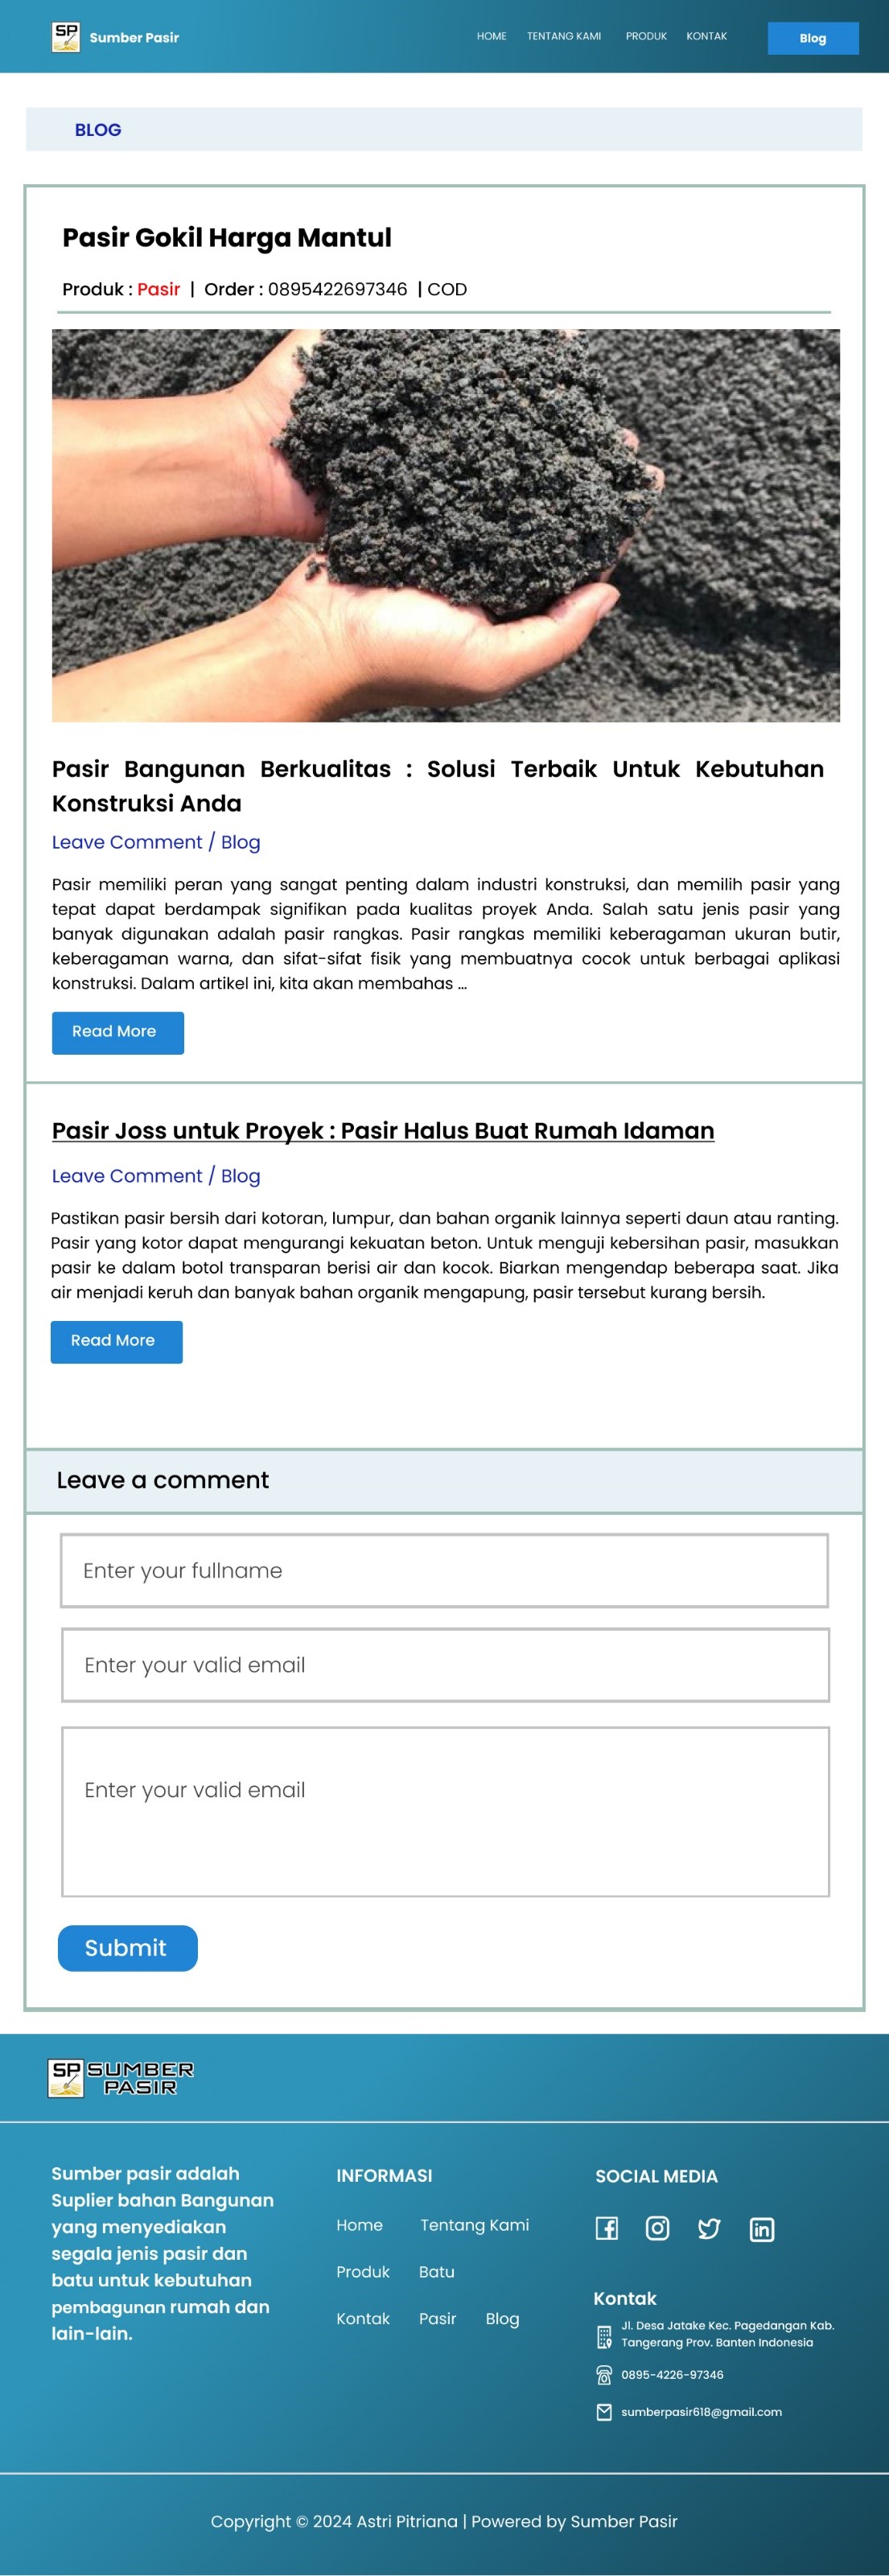 SP Sumber Pasir
HOME TENTANG KAMI PRODUK KONTAK Blog
BLOG
Pasir Gokil Harga Mantul
Produk : Pasir | Order : 0895422697346 | COD
Pasir Bangunan Berkualitas : Solusi Terbaik Untuk Kebutuhan
Konstruksi Anda
Leave Comment / Blog
Pasir memiliki peran yang sangat penting dalam industri konstruksi, dan memilih pasir yang
tepat dapat berdampak signifikan pada kualitas proyek Anda. Salah satu jenis pasir yang
banyak digunakan adalah pasir rangkas. Pasir rangkas memiliki keberagaman ukuran butir,
keberagaman warna, dan sifat-sifat fisik yang membuatnya cocok untuk berbagai aplikasi
konstruksi. Dalam artikel ini, kita akan membahas ...
Read More
Pasir Joss untuk Proyek : Pasir Halus Buat Rumah Idaman
Leave Comment / Blog
Pastikan pasir bersih dari kotoran, lumpur, dan bahan organik lainnya seperti daun atau ranting.
Pasir yang kotor dapat mengurangi kekuatan beton. Untuk menguji kebersihan pasir, masukkan
pasir ke dalam botol transparan berisi air dan kocok. Biarkan mengendap beberapa saat. Jika
air menjadi keruh dan banyak bahan organik mengapung, pasir tersebut kurang bersih.
Read More
Leave a comment
Enter your fullname
Enter your valid email
Enter your valid email
Submit
SP SUMBER
PASIR
Sumber pasir adalah
Suplier bahan Bangunan
yang menyediakan
segala jenis pasir dan
batu untuk kebutuhan
pembagunan rumah dan
lain-lain.
INFORMASI
Home Tentang Kami
Produk Batu
Kontak Pasir Blog
SOCIAL MEDIA
in
Kontak
Jl. Desa Jatake Kec. Pagedangan Kab.
Tangerang Prov. Banten Indonesia
0895-4226-97346
sumberpasir618@gmail.com
Copyright © 2024 Astri Pitriana | Powered by Sumber Pasir